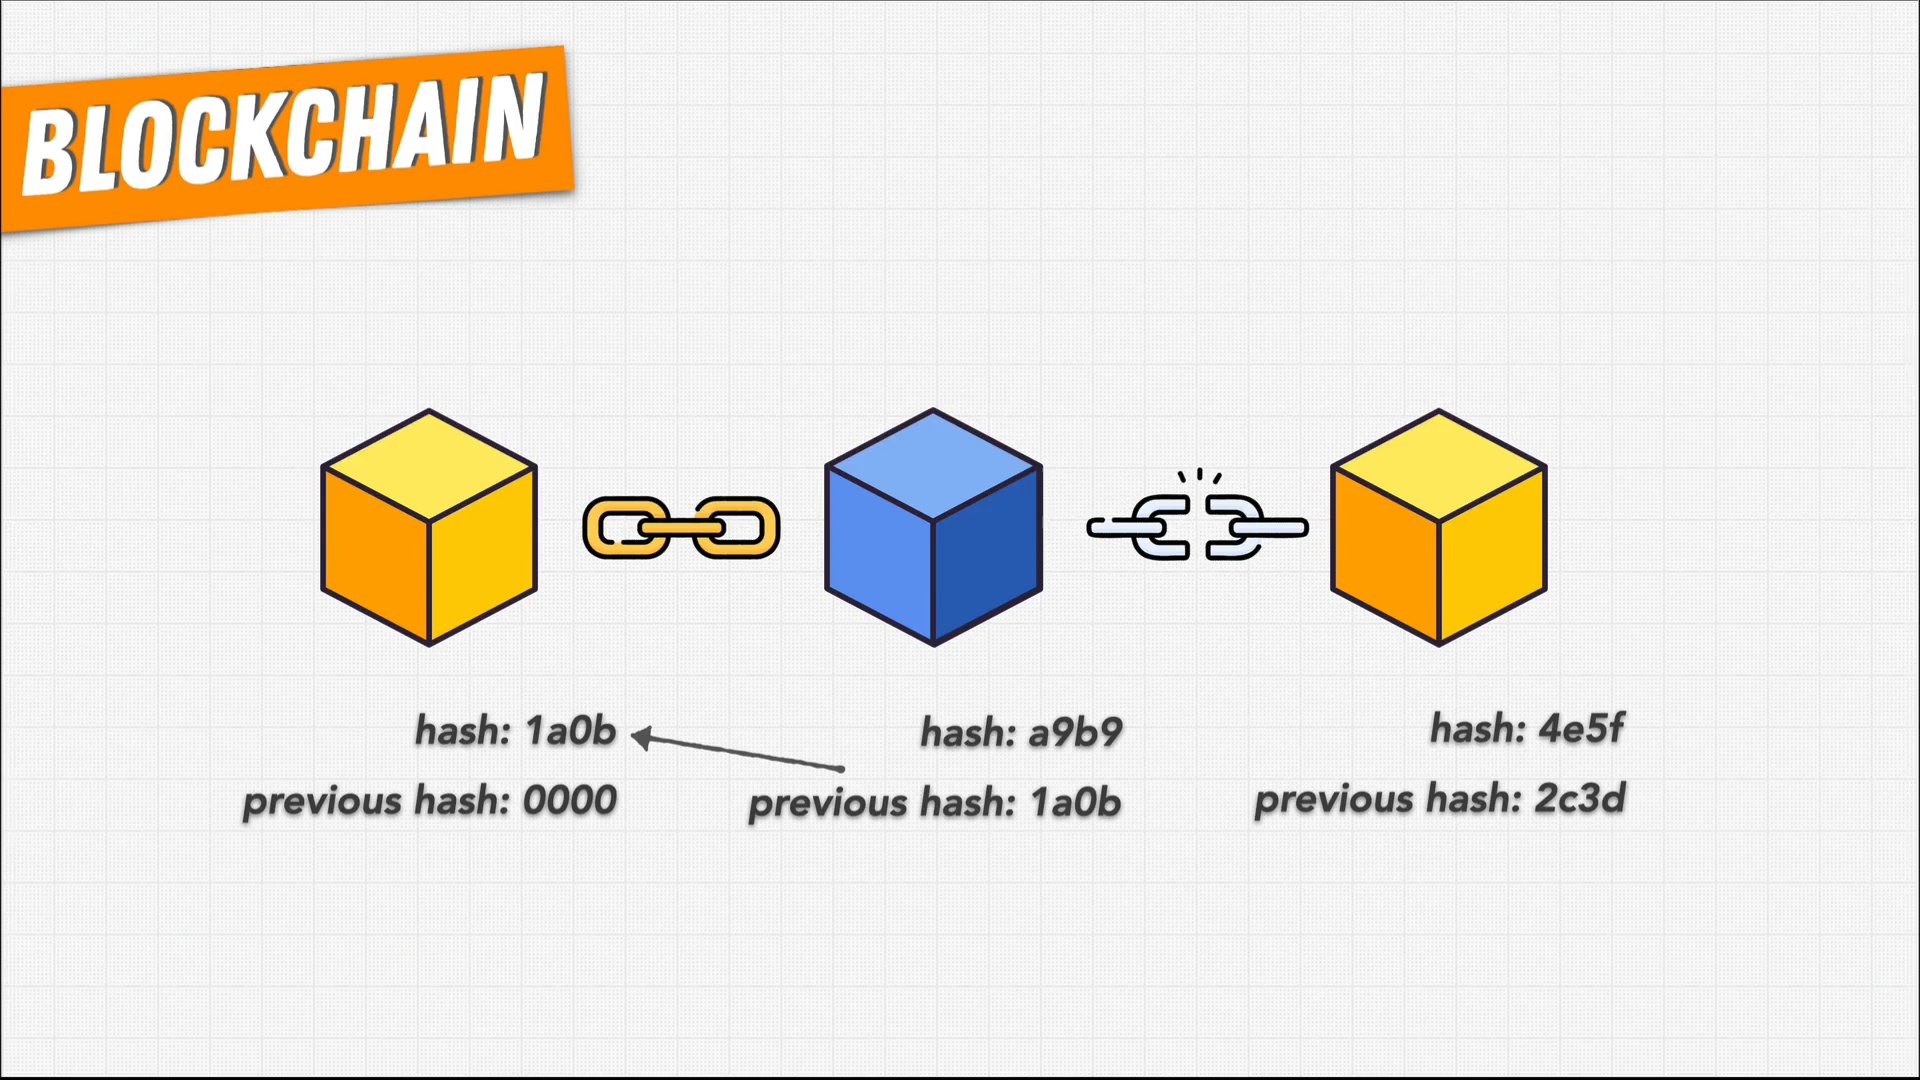 BLOCKCHAIN
hash: 1a0b
previous hash: 0000
hash: a9b9
previous hash: 1a0b
hash: 4e5f
previous hash: 2c3d